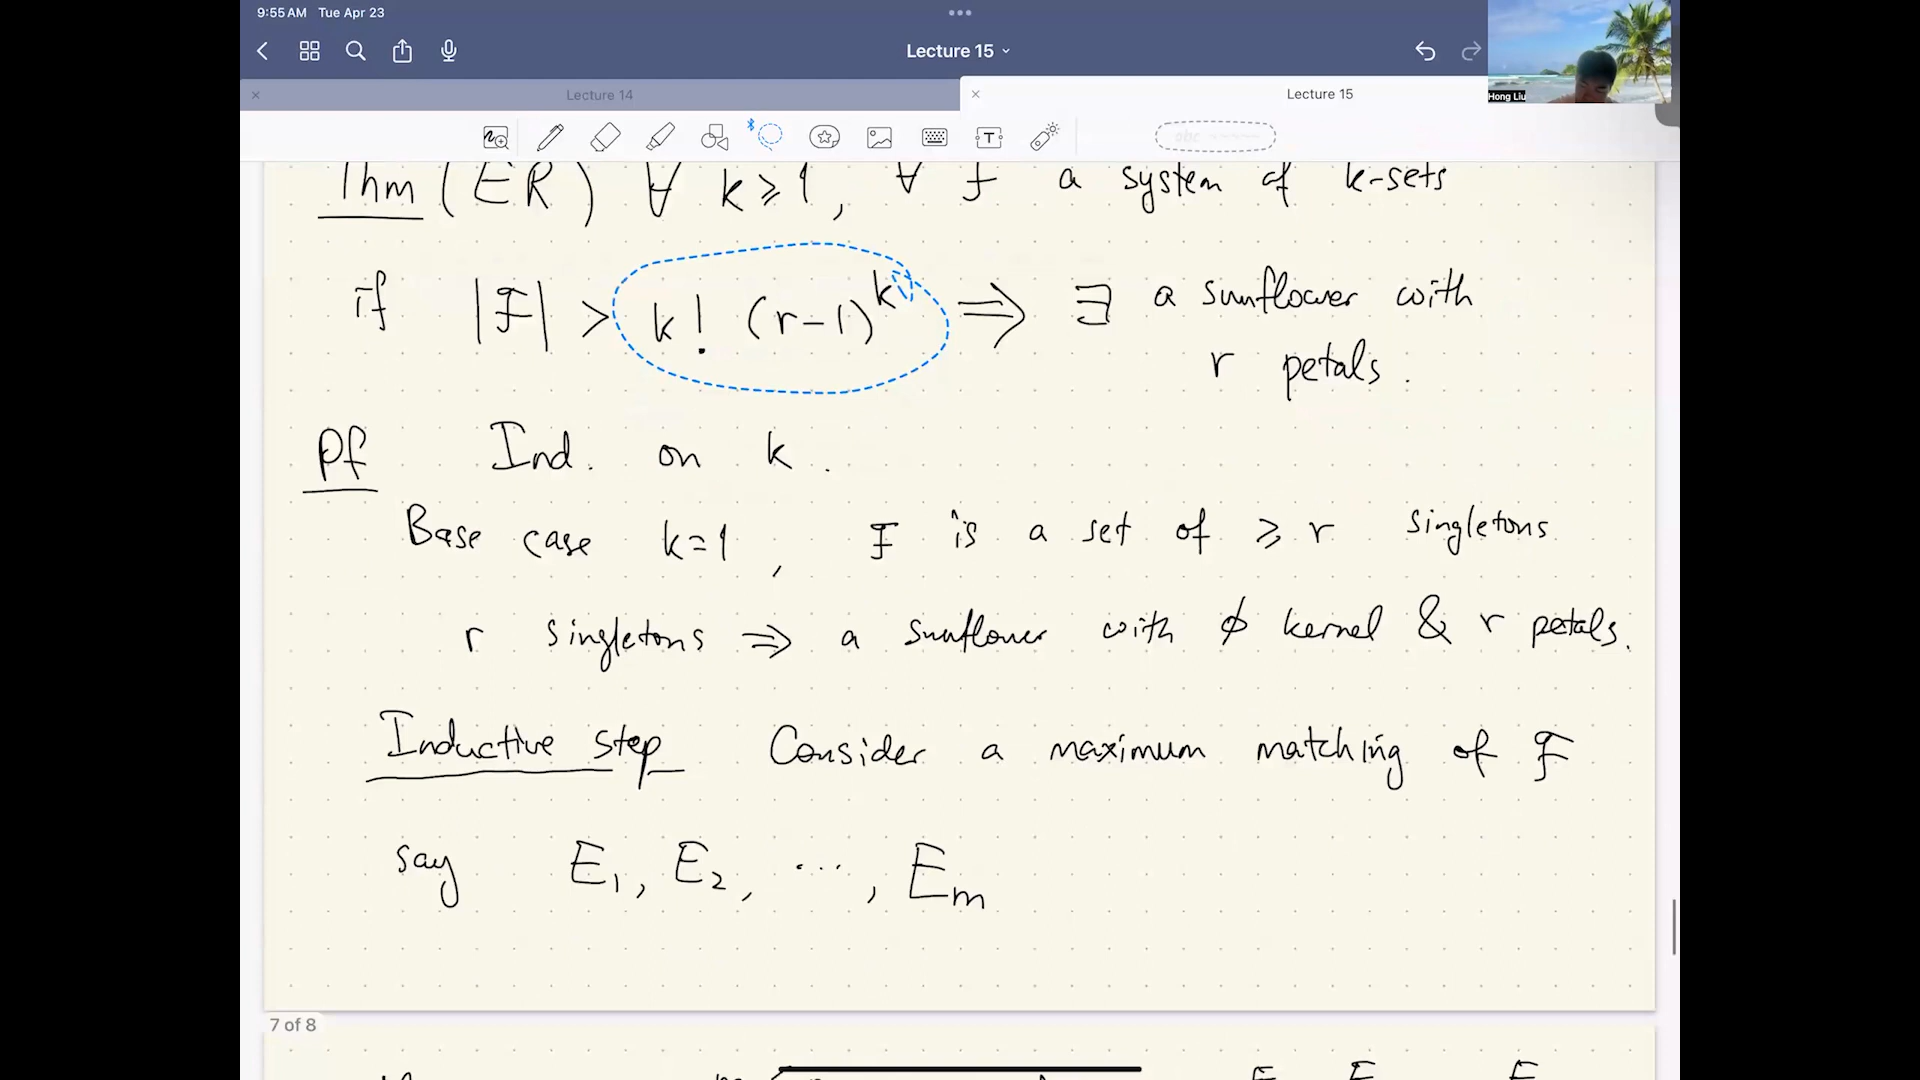 9:55 AM Tue Apr 23
Lecture 15
Lecture 14
Lecture 15
Hong Liu
abc
Thm (ER) ∀ k ≥ 1, ∀ F a system of k-sets
if |F| > k! (r-1)^k ⇒ ∃ a sunflower with
r petals.
Pf Ind. on k.
Base case k=1, F is a set of ≥ r singletons
r singletons ⇒ a sunflower with ∅ kernel & r petals.
Inductive step Consider a maximum matching of F
say E₁, E₂, ..., Eₘ
7 of 8